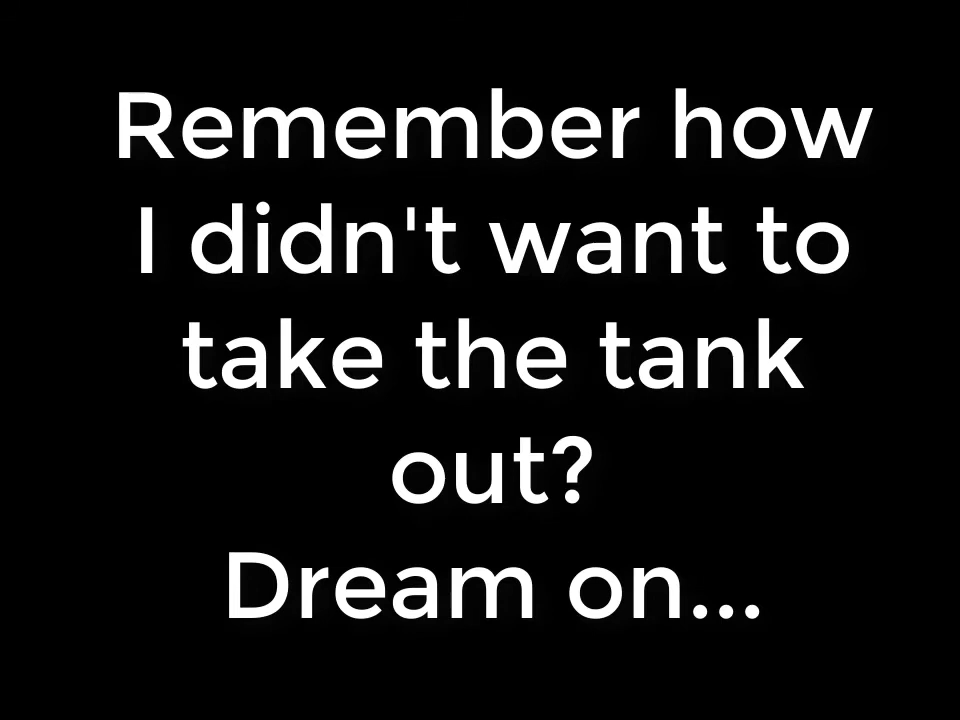 Remember how
I didn't want to
take the tank
out?
Dream on...